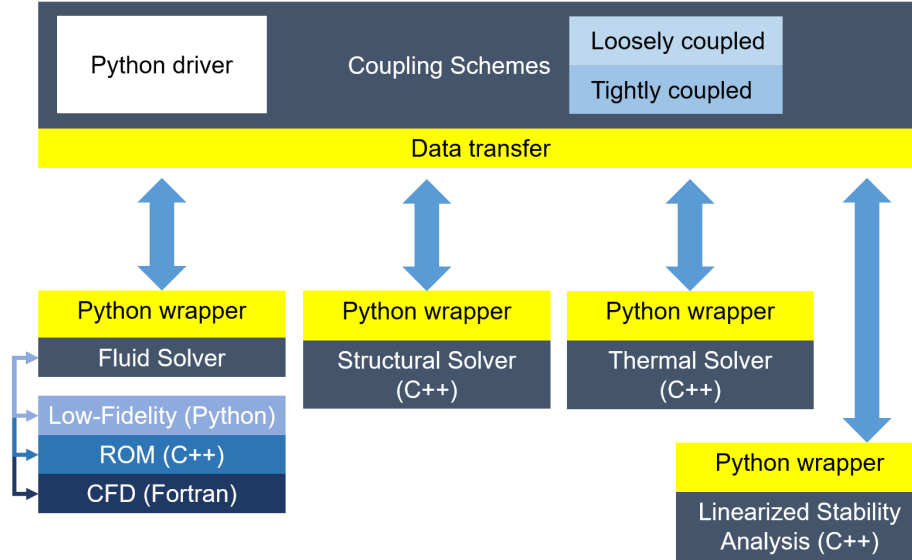 Python driver
Coupling Schemes
Loosely coupled
Tightly coupled
Data transfer
Python wrapper
Fluid Solver
Low-Fidelity (Python)
ROM (C++)
CFD (Fortran)
Python wrapper
Structural Solver
(C++)
Python wrapper
Thermal Solver
(C++)
Python wrapper
Linearized Stability
Analysis (C++)